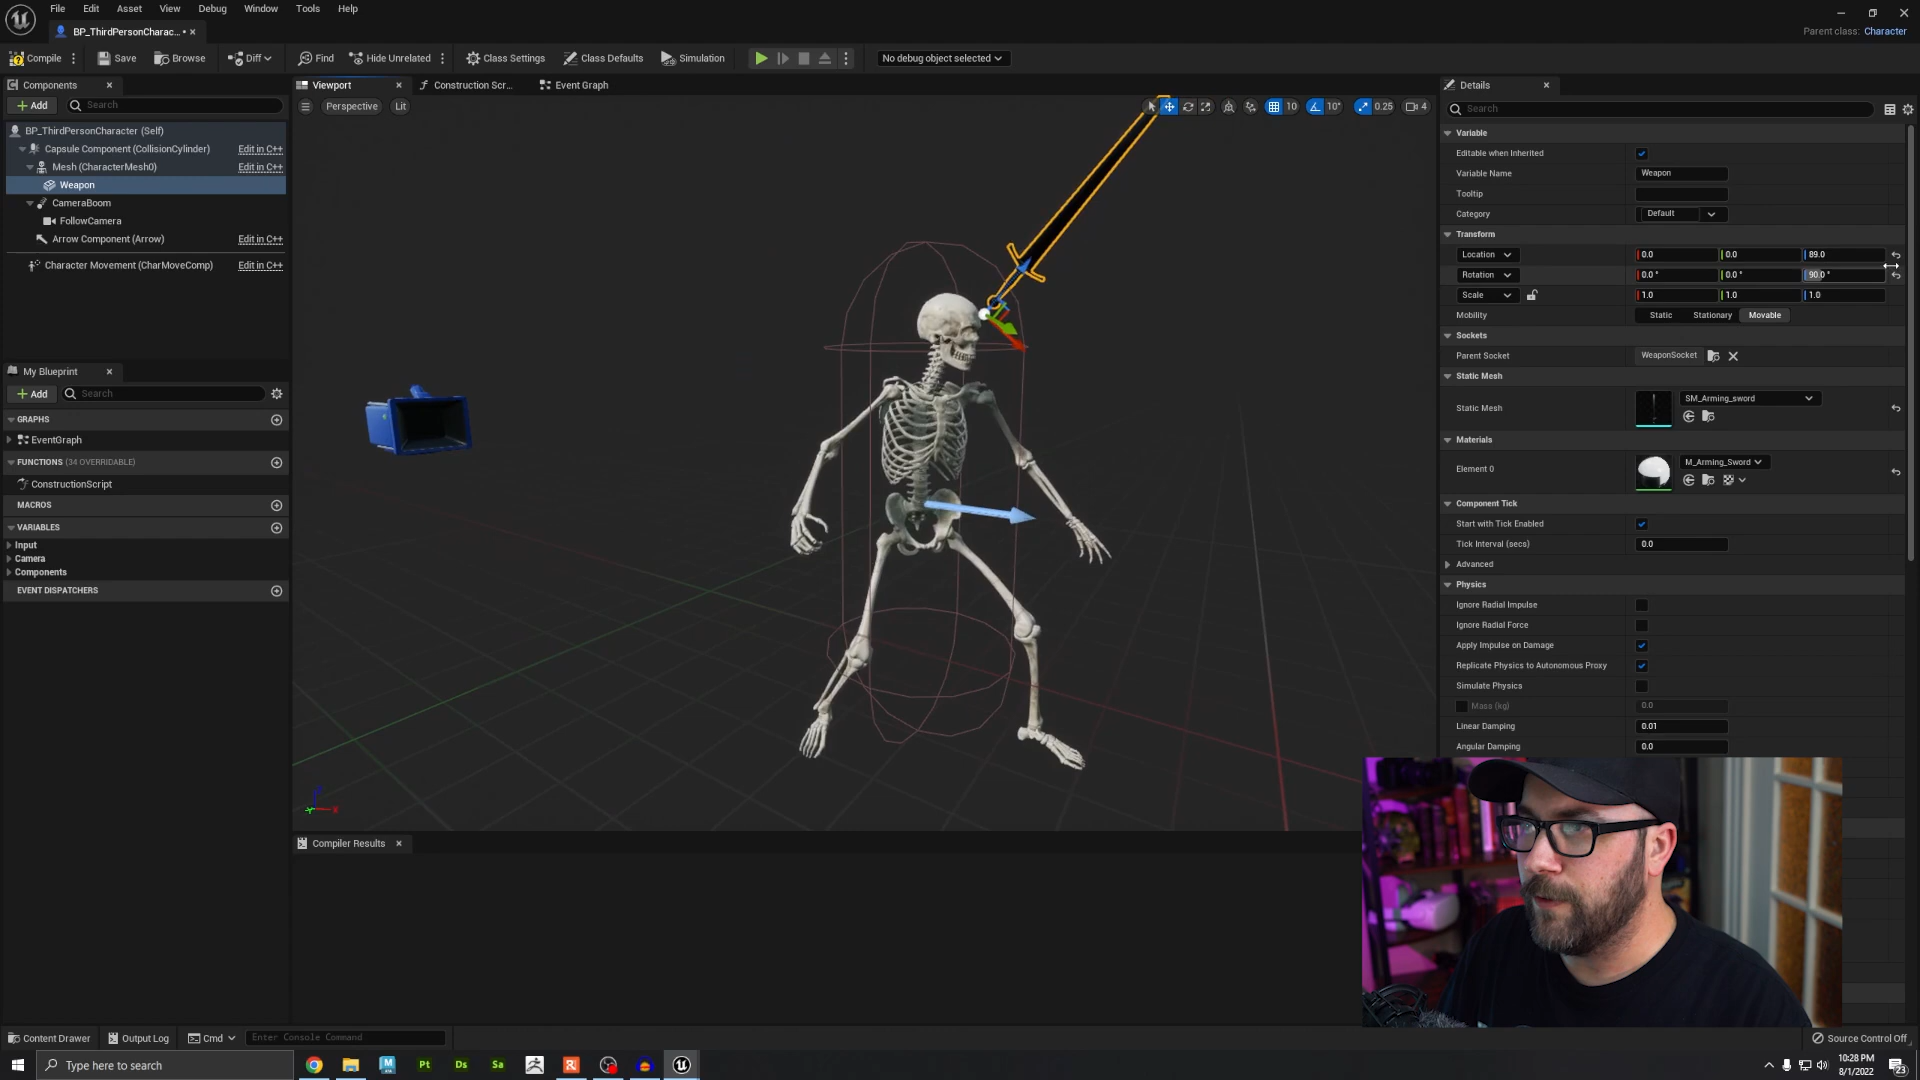 File Edit Asset View Debug Window Tools Help
BP_ThirdPersonCharac... •
Parent class: Character
Compile Save Browse Diff Find Hide Unrelated Class Settings Class Defaults Simulation No debug object selected
Components
Add Search
BP_ThirdPersonCharacter (Self)
Capsule Component (CollisionCylinder) Edit in C++
Mesh (CharacterMesh0) Edit in C++
Weapon
CameraBoom
FollowCamera
Arrow Component (Arrow) Edit in C++
Character Movement (CharMoveComp) Edit in C++
My Blueprint
Add Search
GRAPHS
EventGraph
FUNCTIONS (34 OVERRIDABLE)
ConstructionScript
MACROS
VARIABLES
Input
Camera
Components
EVENT DISPATCHERS
Viewport Construction Scr... Event Graph
Perspective Lit 10 10° 0.25 4
Compiler Results
Details
Search
Variable
Editable when Inherited
Variable Name Weapon
Tooltip
Category Default
Transform
Location 0.0 0.0 89.0
Rotation 0.0 ° 0.0 ° 90.0 °
Scale 1.0 1.0 1.0
Mobility Static Stationary Movable
Sockets
Parent Socket WeaponSocket
Static Mesh
Static Mesh SM_Arming_sword
Materials
Element 0 M_Arming_Sword
Component Tick
Start with Tick Enabled
Tick Interval (secs) 0.0
Advanced
Physics
Ignore Radial Impulse
Ignore Radial Force
Apply Impulse on Damage
Replicate Physics to Autonomous Proxy
Simulate Physics
Mass (kg) 0.0
Linear Damping 0.01
Angular Damping 0.0
Content Drawer Output Log Cmd Enter Console Command Source Control Off
Type here to search Pt Ds Sa 10:28 PM
8/1/2022 23